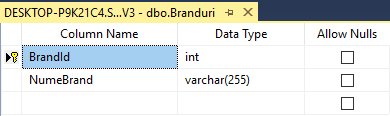 DESKTOP-P9K21C4.S...V3 - dbo.Branduri
Column Name Data Type Allow Nulls
BrandId int
NumeBrand varchar(255)